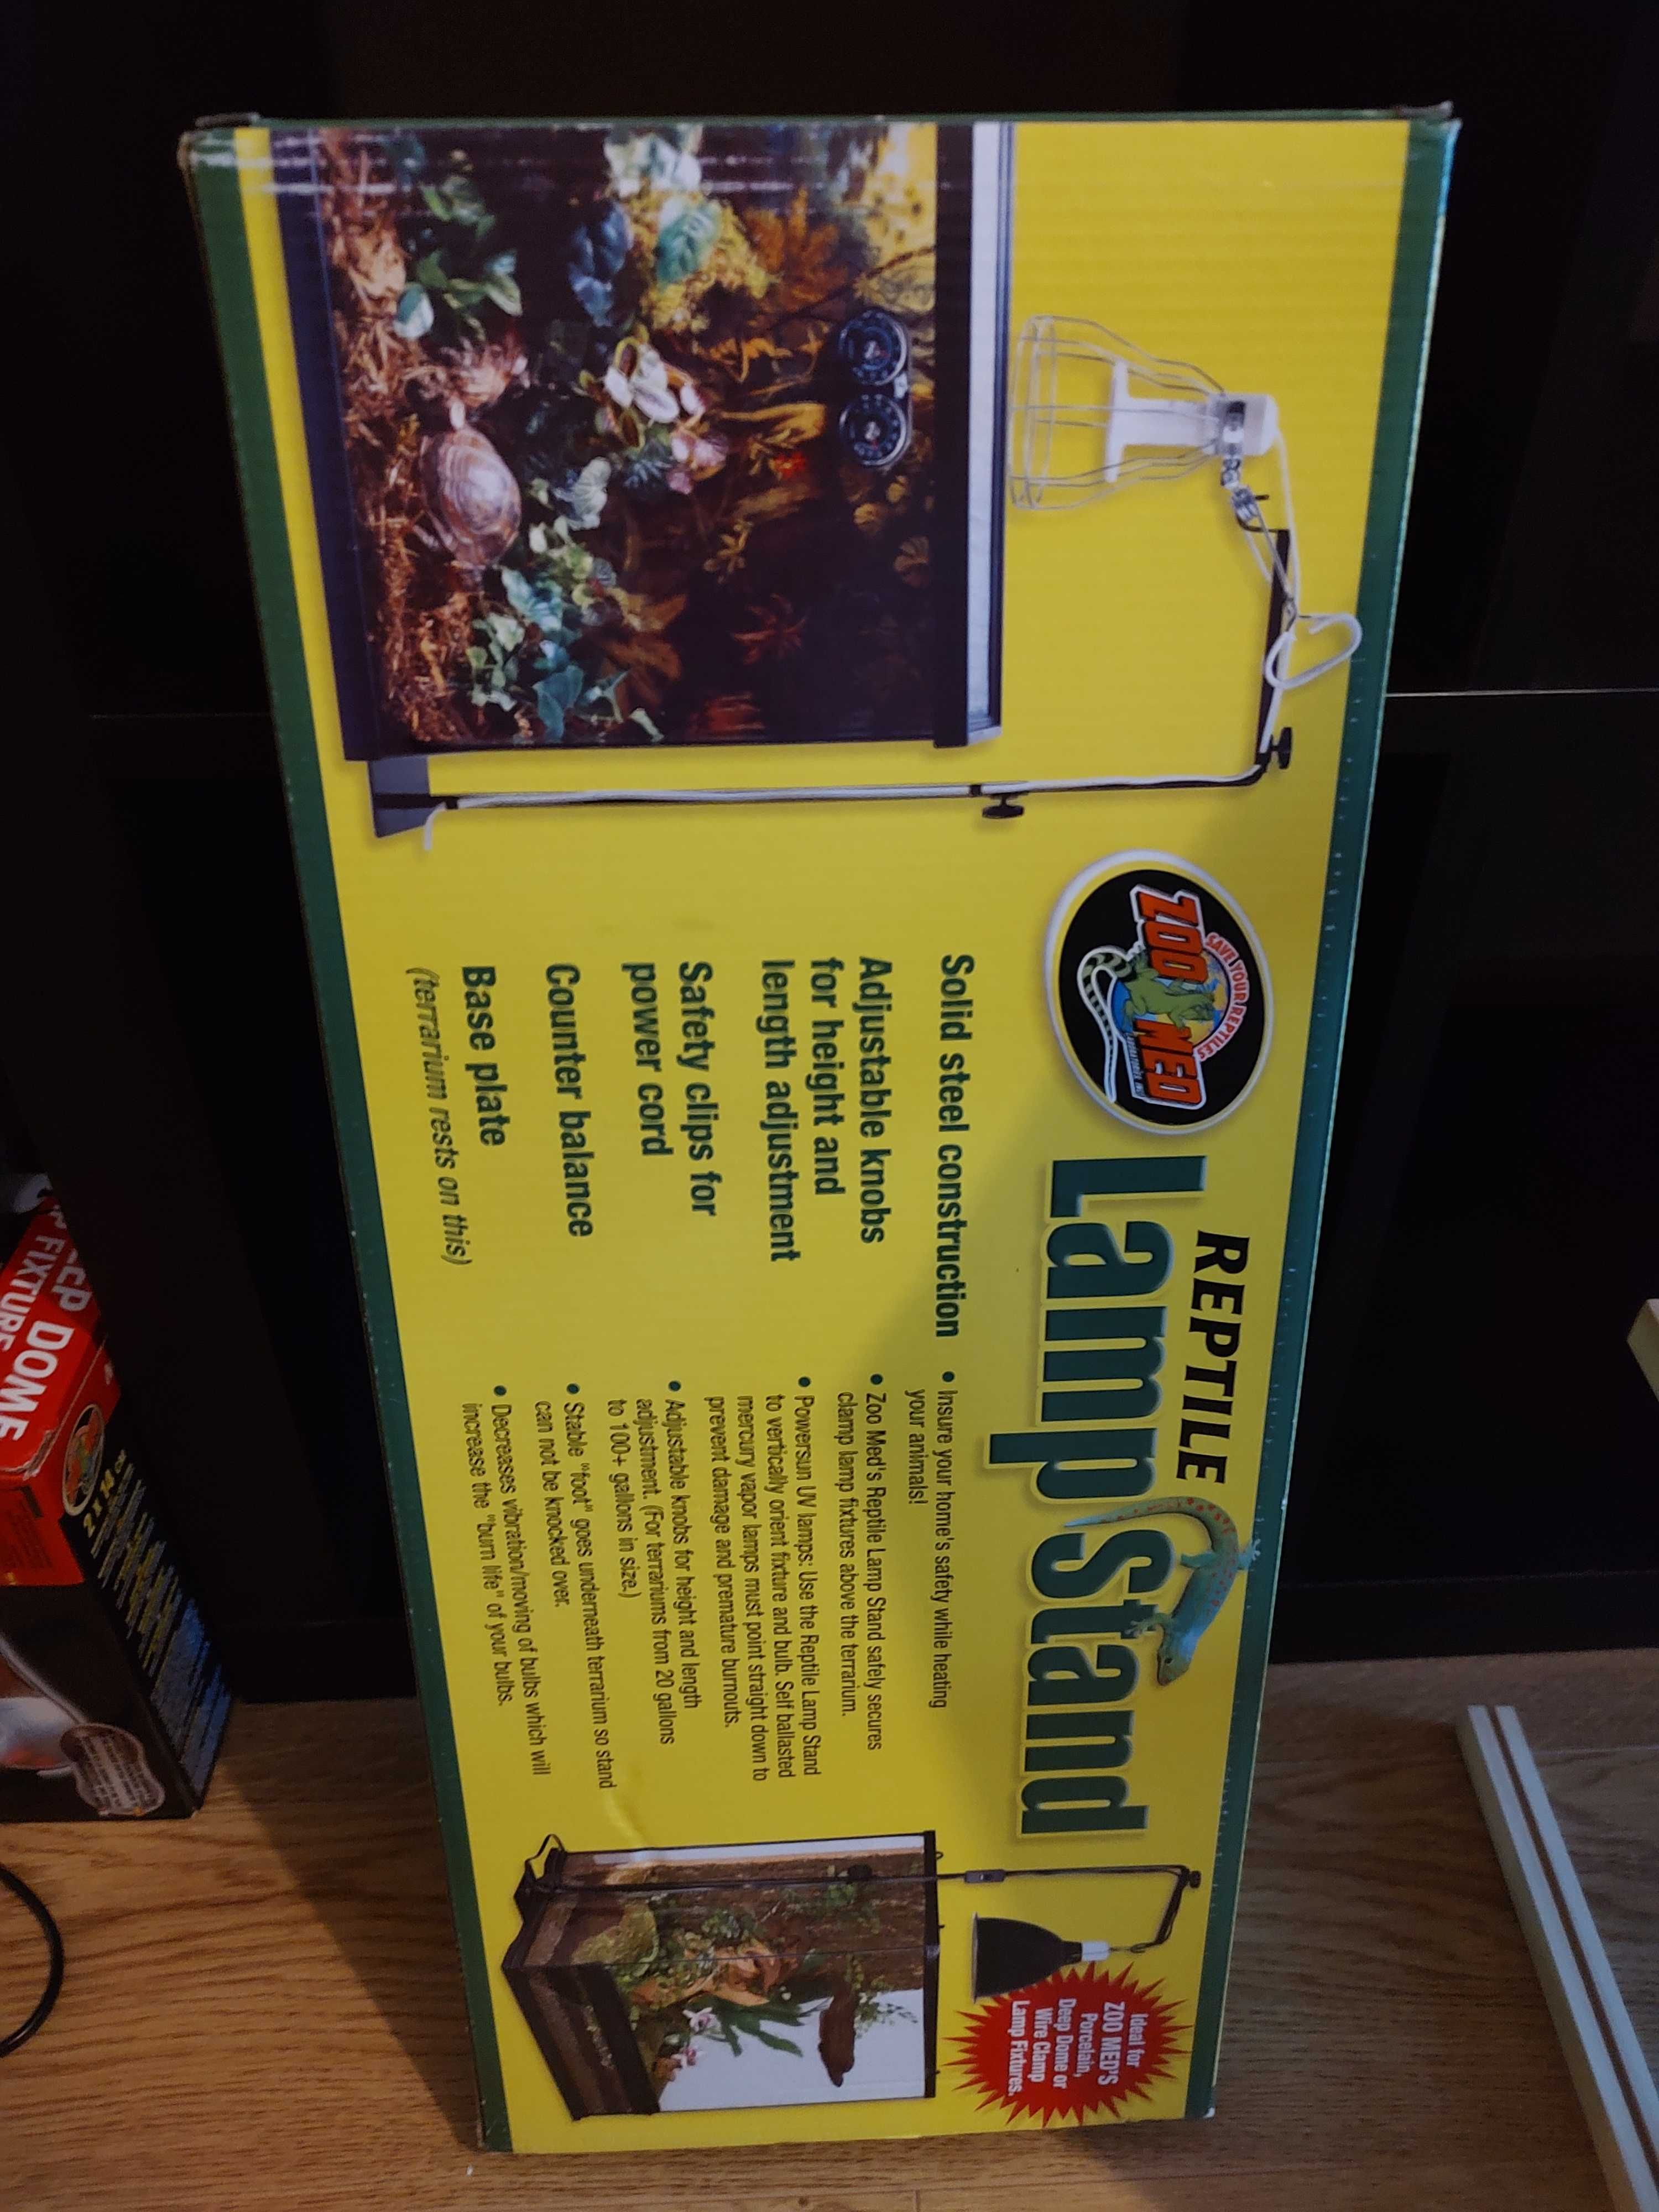 SAVE YOUR REPTILES
ZOO MED
LABORATORIES, INC.
REPTILE
Lamp Stand
Solid steel construction
Adjustable knobs
for height and
length adjustment
Safety clips for
power cord
Counter balance
Base plate
(terrarium rests on this)
• Insure your home's safety while heating
your animals!
• Zoo Med's Reptile Lamp Stand safely secures
clamp lamp fixtures above the terrarium.
• Powersun UV lamps: Use the Reptile Lamp Stand
to vertically orient fixture and bulb. Self ballasted
mercury vapor lamps must point straight down to
prevent damage and premature burnouts.
• Adjustable knobs for height and length
adjustment. (For terrariums from 20 gallons
to 100+ gallons in size.)
• Stable "foot" goes underneath terrarium so stand
can not be knocked over.
• Decreases vibration/moving of bulbs which will
increase the "burn life" of your bulbs.
Ideal for
ZOO MED'S
Porcelain,
Deep Dome or
Wire Clamp
Lamp Fixtures.
DOME
FIXTURE